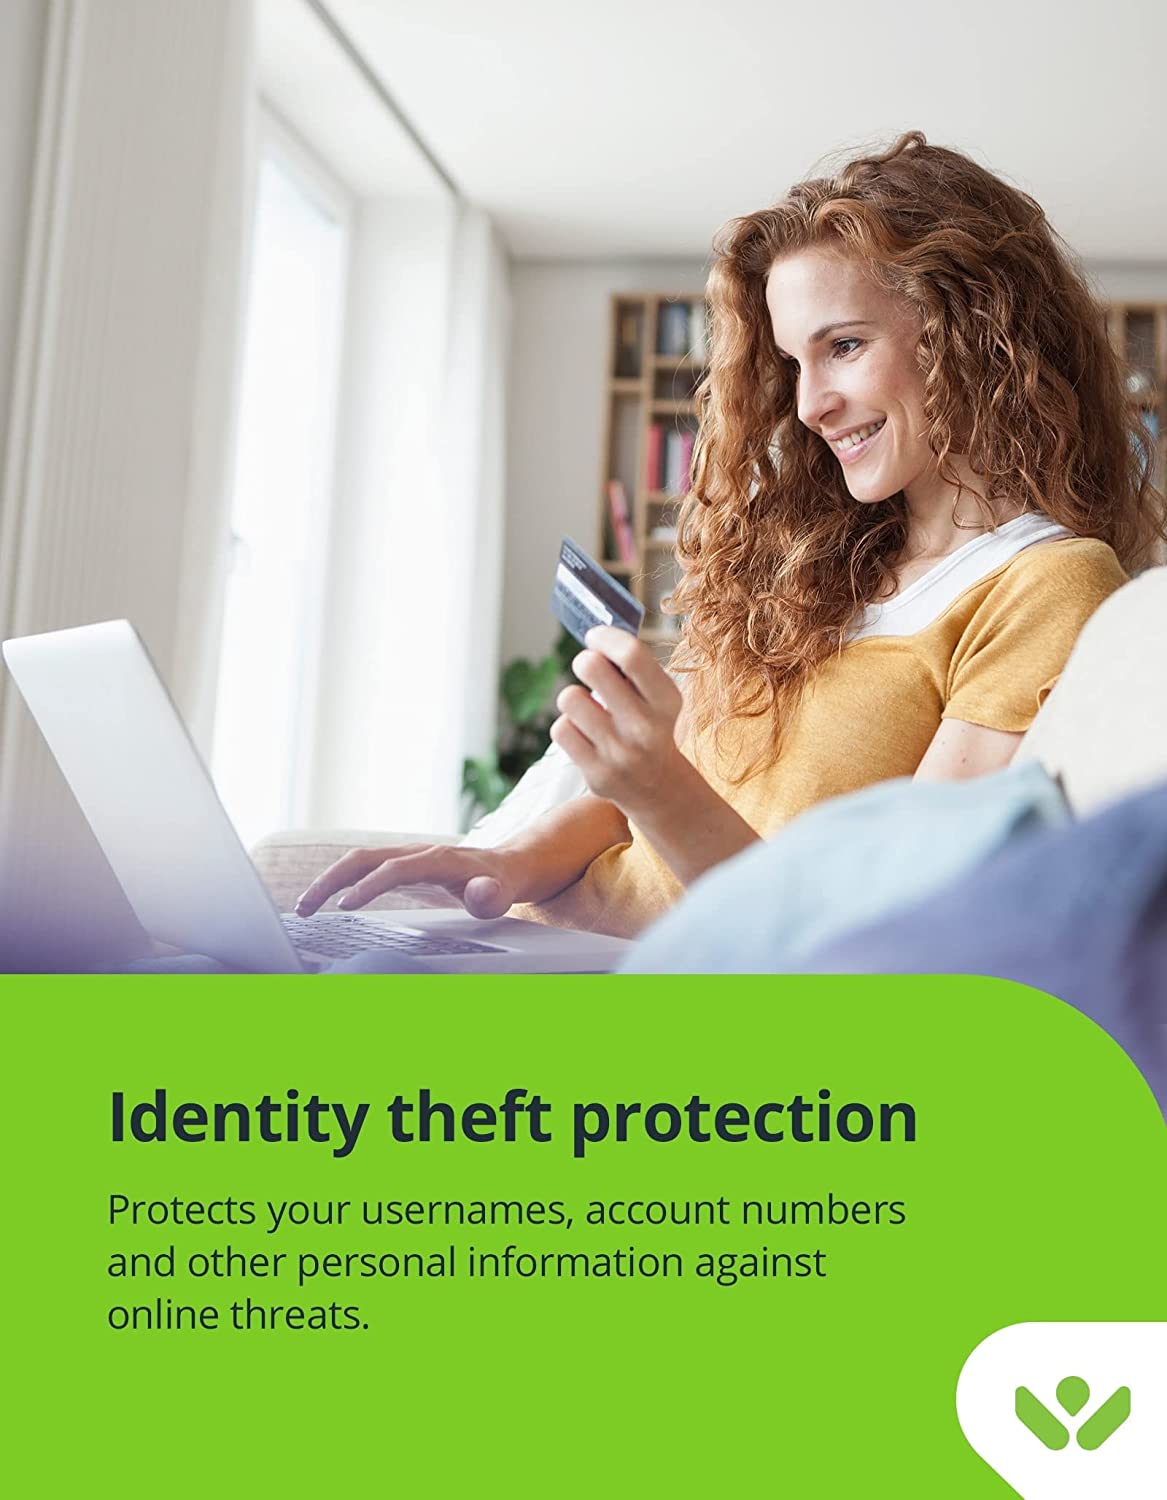 Identity theft protection
Protects your usernames, account numbers
and other personal information against
online threats.